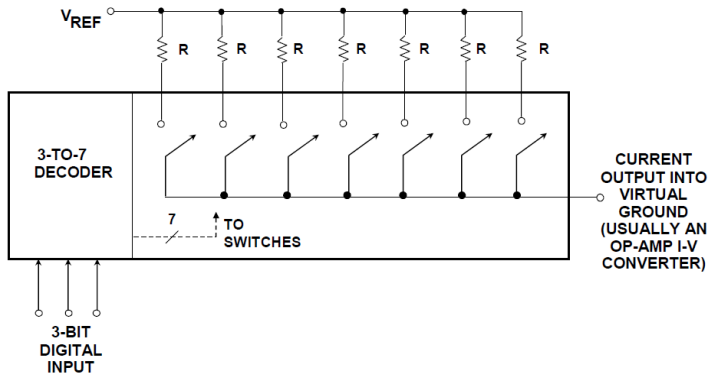 VREF
R R R R R R R
3-TO-7
DECODER
7
TO
SWITCHES
CURRENT
OUTPUT INTO
VIRTUAL
GROUND
(USUALLY AN
OP-AMP I-V
CONVERTER)
3-BIT
DIGITAL
INPUT